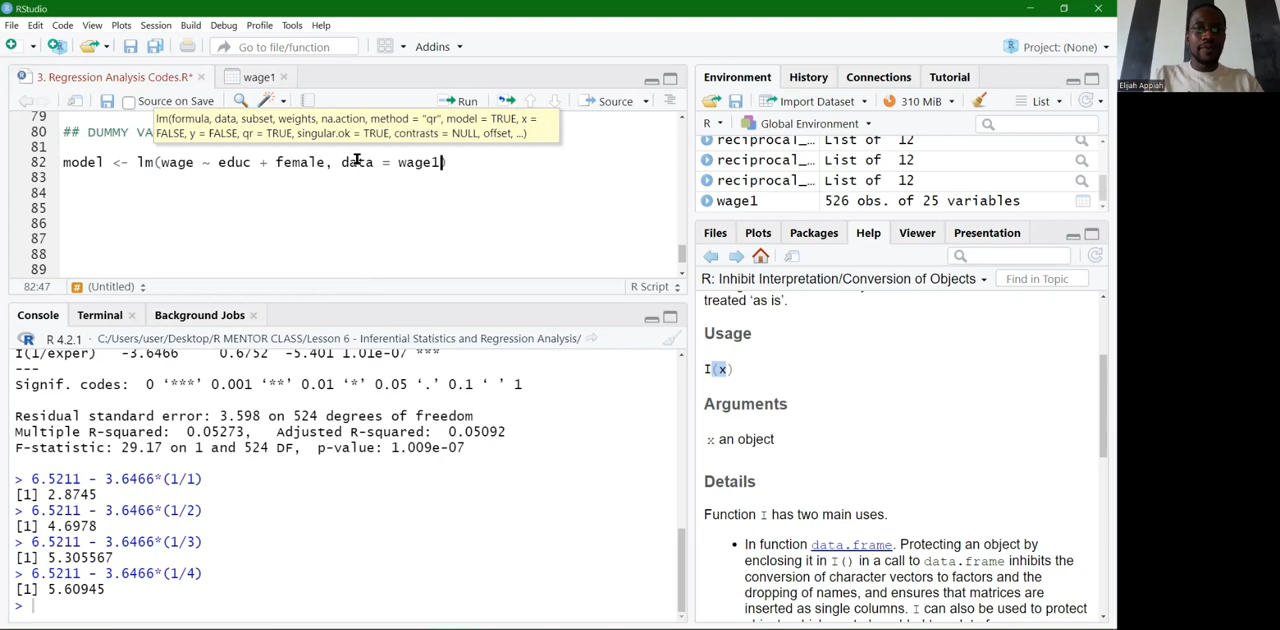 RStudio
File Edit Code View Plots Session Build Debug Profile Tools Help
Go to file/function Addins Project: (None)
3. Regression Analysis Codes.R* wage1
Source on Save Run Source
lm(formula, data, subset, weights, na.action, method = "qr", model = TRUE, x =
FALSE, y = FALSE, qr = TRUE, singular.ok = TRUE, contrasts = NULL, offset, ...)
79
80 ## DUMMY VA
81
82 model <- lm(wage ~ educ + female, data = wage1)
83
84
85
86
87
88
89
82:47 (Untitled) R Script
Console Terminal Background Jobs
R 4.2.1 · C:/Users/user/Desktop/R MENTOR CLASS/Lesson 6 - Inferential Statistics and Regression Analysis/
I(1/exper) -3.6466 0.6752 -5.401 1.01e-07 ***
---
signif. codes: 0 ‘***’ 0.001 ‘**’ 0.01 ‘*’ 0.05 ‘.’ 0.1 ‘ ’ 1
Residual standard error: 3.598 on 524 degrees of freedom
Multiple R-squared: 0.05273, Adjusted R-squared: 0.05092
F-statistic: 29.17 on 1 and 524 DF, p-value: 1.009e-07
> 6.5211 - 3.6466*(1/1)
[1] 2.8745
> 6.5211 - 3.6466*(1/2)
[1] 4.6978
> 6.5211 - 3.6466*(1/3)
[1] 5.305567
> 6.5211 - 3.6466*(1/4)
[1] 5.60945
>
Environment History Connections Tutorial
Import Dataset 310 MiB List
R Global Environment
reciprocal_... List of 12
reciprocal_... List of 12
reciprocal_... List of 12
wage1 526 obs. of 25 variables
Files Plots Packages Help Viewer Presentation
R: Inhibit Interpretation/Conversion of Objects Find in Topic
treated ‘as is’.
Usage
I(x)
Arguments
x an object
Details
Function I has two main uses.
• In function data.frame. Protecting an object by
enclosing it in I() in a call to data.frame inhibits the
conversion of character vectors to factors and the
dropping of names, and ensures that matrices are
inserted as single columns. I can also be used to protect
Elijah Appiah